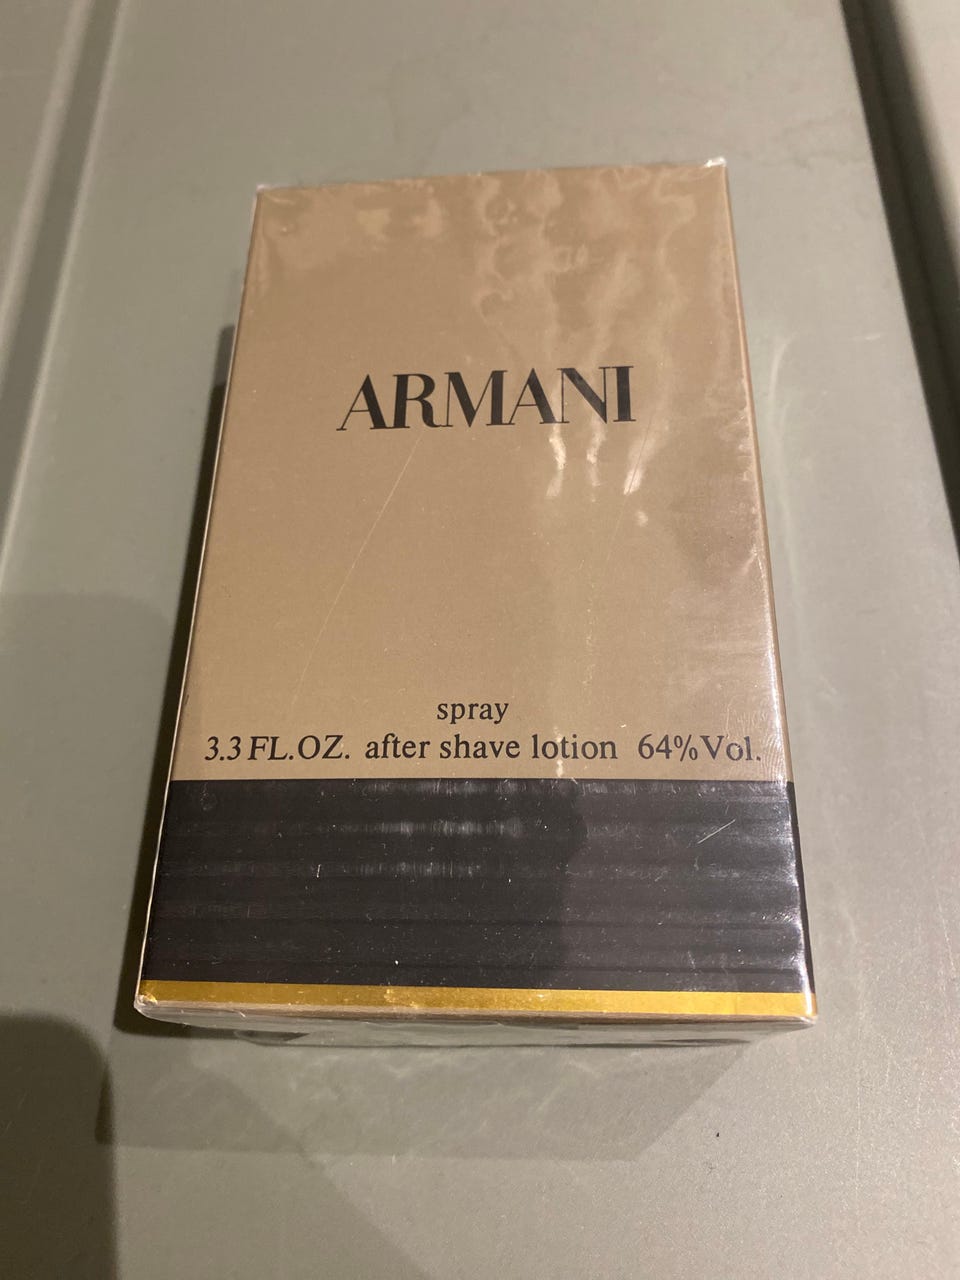 ARMANI
spray
3.3 FL.OZ. after shave lotion 64% Vol.